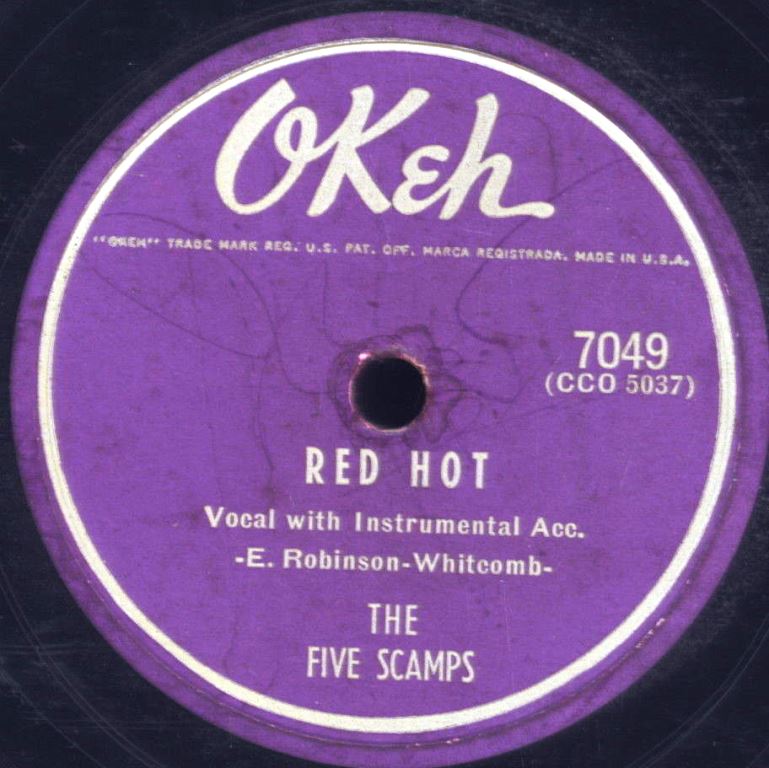 OKeh
"OKEH" TRADE MARK REG. U.S. PAT. OFF. MARCA REGISTRADA. MADE IN U.S.A.
7049
(CCO 5037)
RED HOT
Vocal with Instrumental Acc.
-E. Robinson-Whitcomb-
THE
FIVE SCAMPS